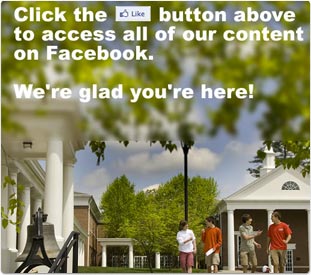 Click the Like button above
to access all of our content
on Facebook.
We're glad you're here!